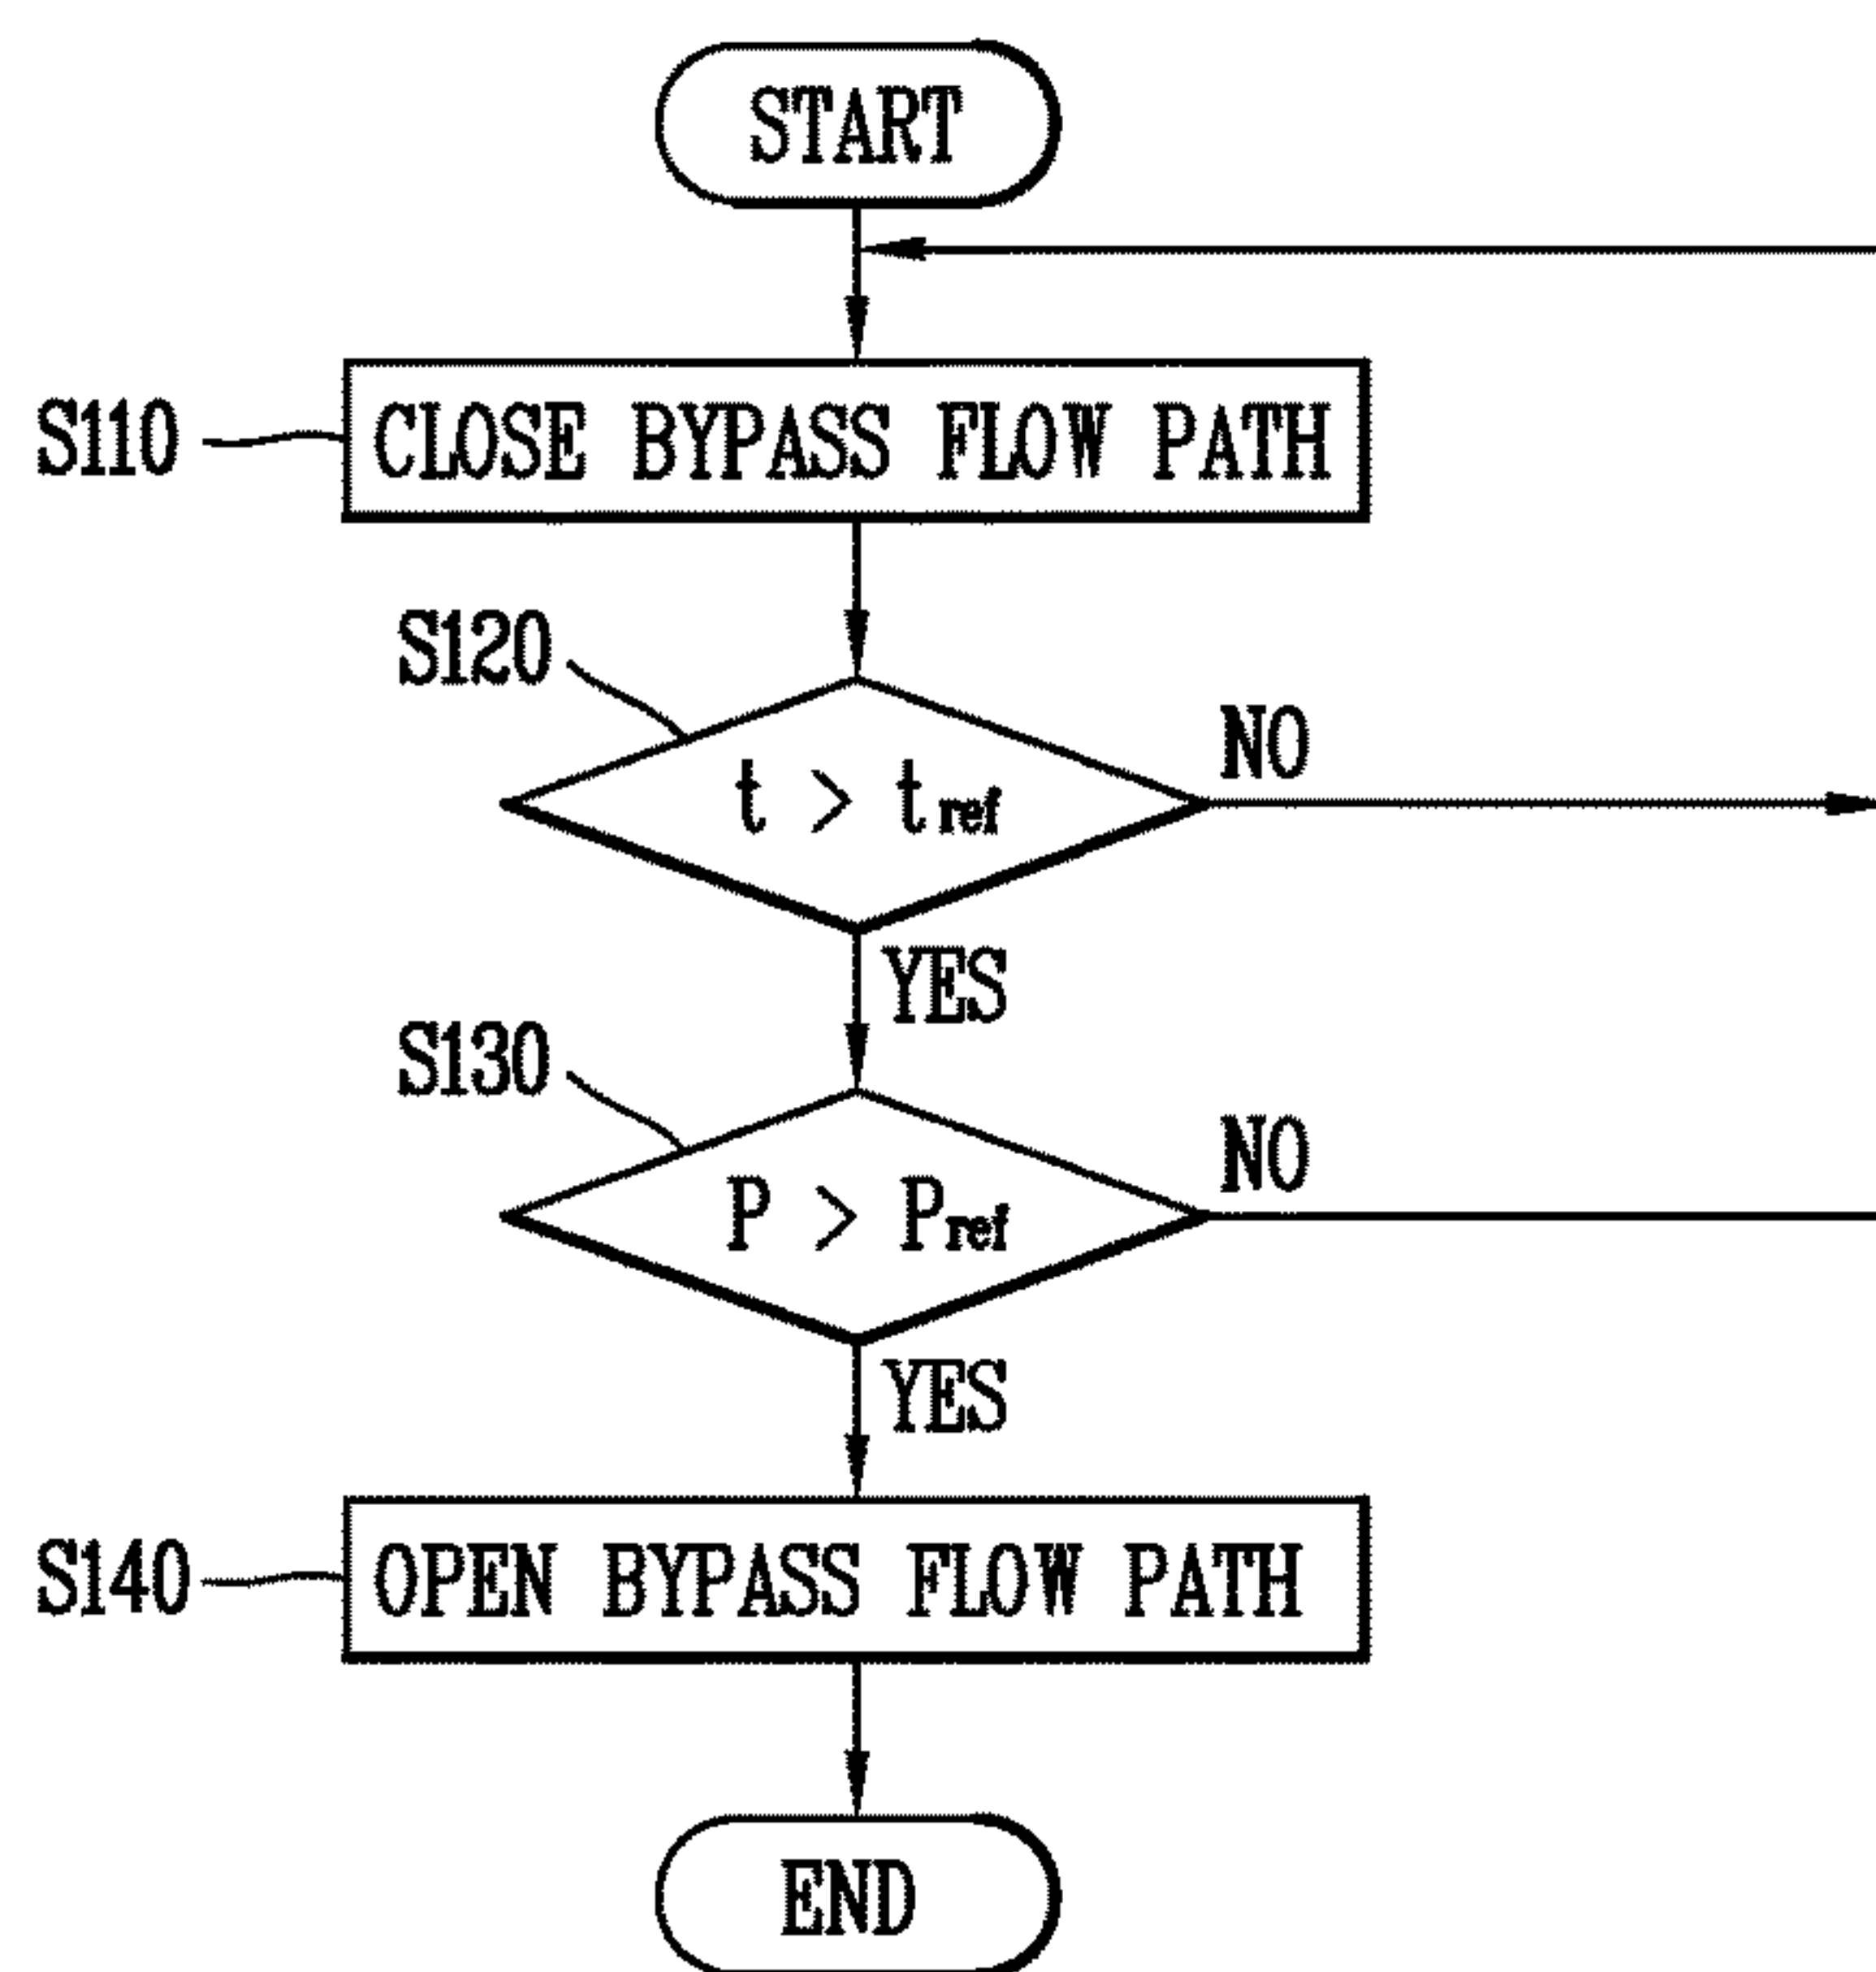 START
S110
CLOSE BYPASS FLOW PATH
S120
t > tref
NO
YES
S130
P > Pref
NO
YES
S140
OPEN BYPASS FLOW PATH
END